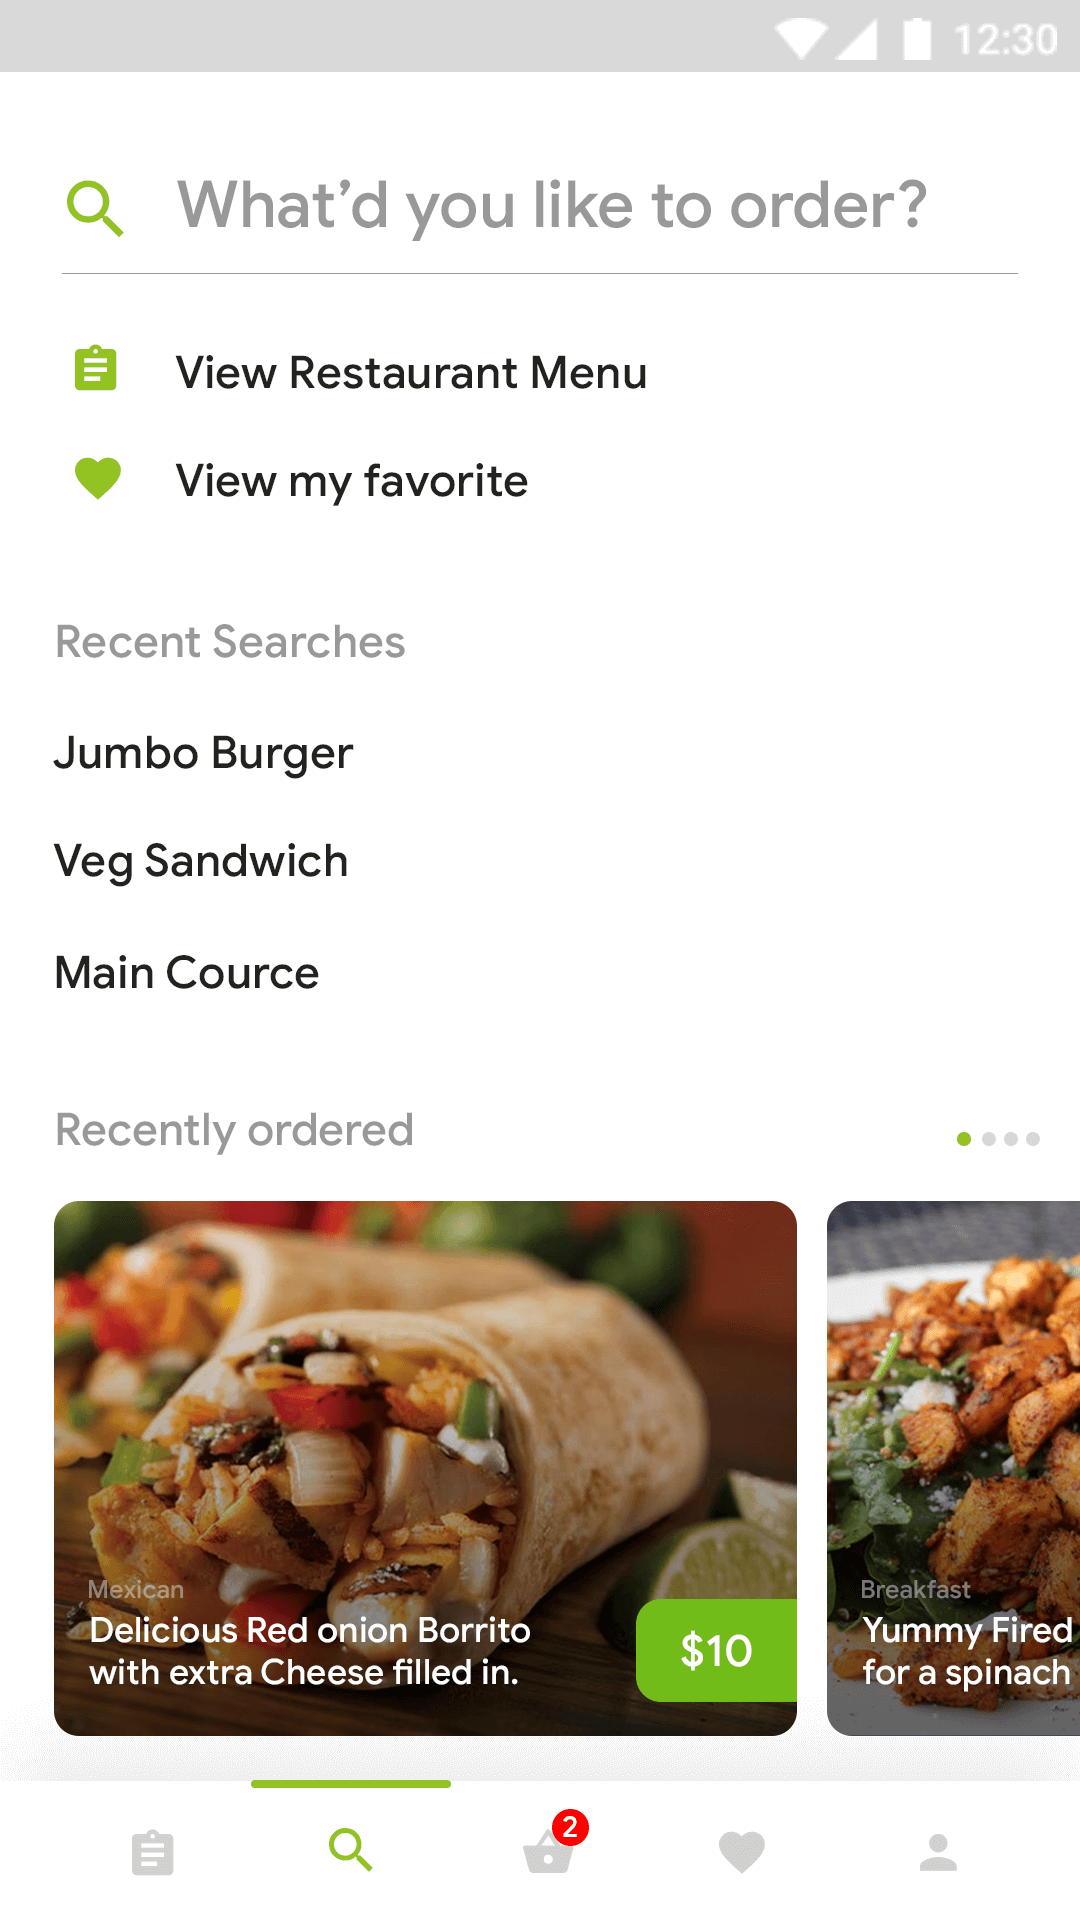 12:30
What’d you like to order?
View Restaurant Menu
View my favorite
Recent Searches
Jumbo Burger
Veg Sandwich
Main Cource
Recently ordered
Mexican
Delicious Red onion Borrito
with extra Cheese filled in.
$10
Breakfast
Yummy Fired
for a spinach
2